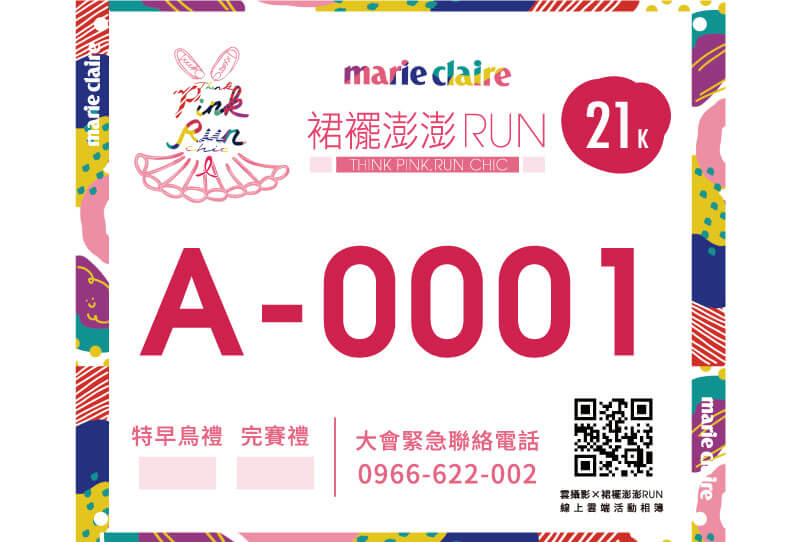 marie claire
Think
Pink
Run
chic
marie claire
裙襬澎澎RUN
THINK PINK,RUN CHIC
21K
A-0001
特早鳥禮 完賽禮
大會緊急聯絡電話
0966-622-002
雲攝影×裙襬澎澎RUN
線上雲端活動相簿
marie claire